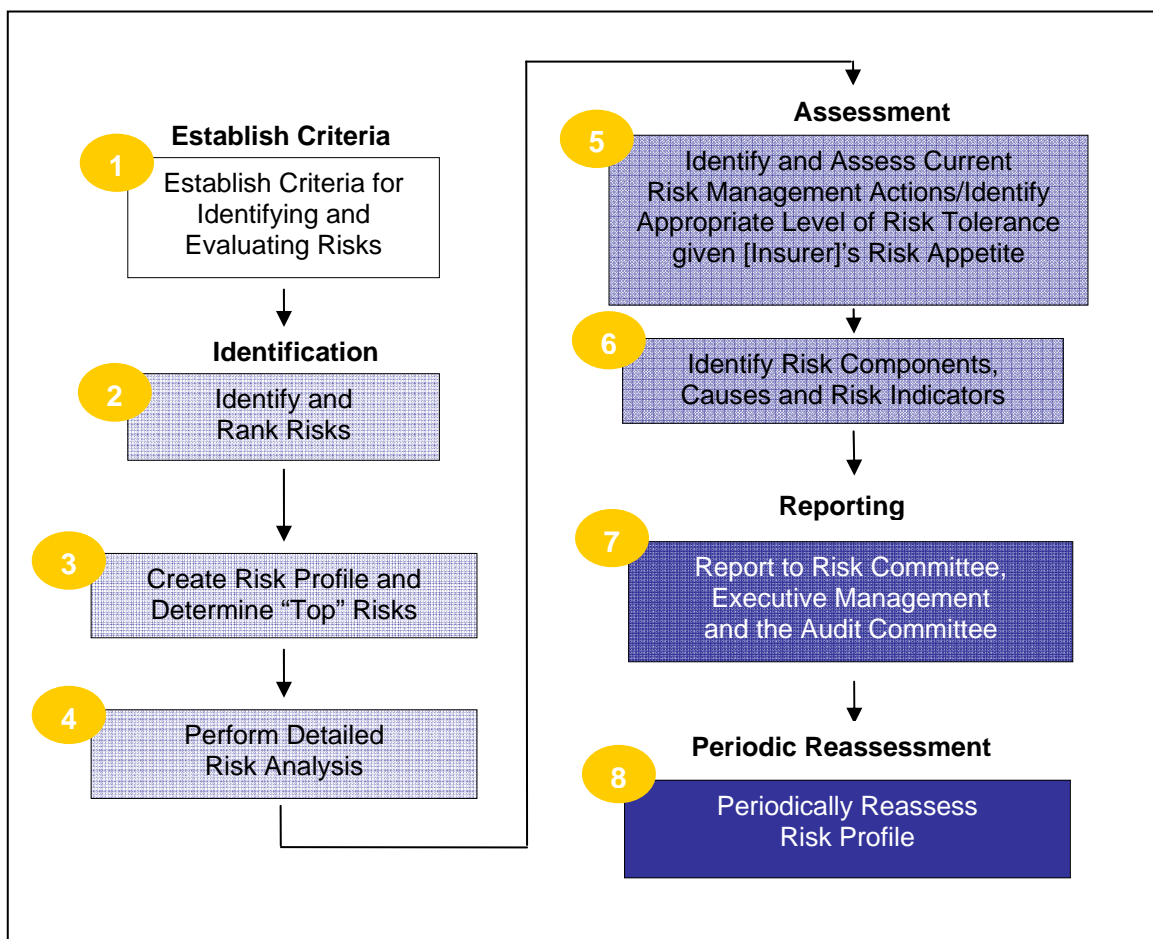 Establish Criteria
1
Establish Criteria for
Identifying and
Evaluating Risks
Identification
2
Identify and
Rank Risks
3
Create Risk Profile and
Determine “Top” Risks
4
Perform Detailed
Risk Analysis
Assessment
5
Identify and Assess Current
Risk Management Actions/Identify
Appropriate Level of Risk Tolerance
given [Insurer]’s Risk Appetite
6
Identify Risk Components,
Causes and Risk Indicators
Reporting
7
Report to Risk Committee,
Executive Management
and the Audit Committee
Periodic Reassessment
8
Periodically Reassess
Risk Profile